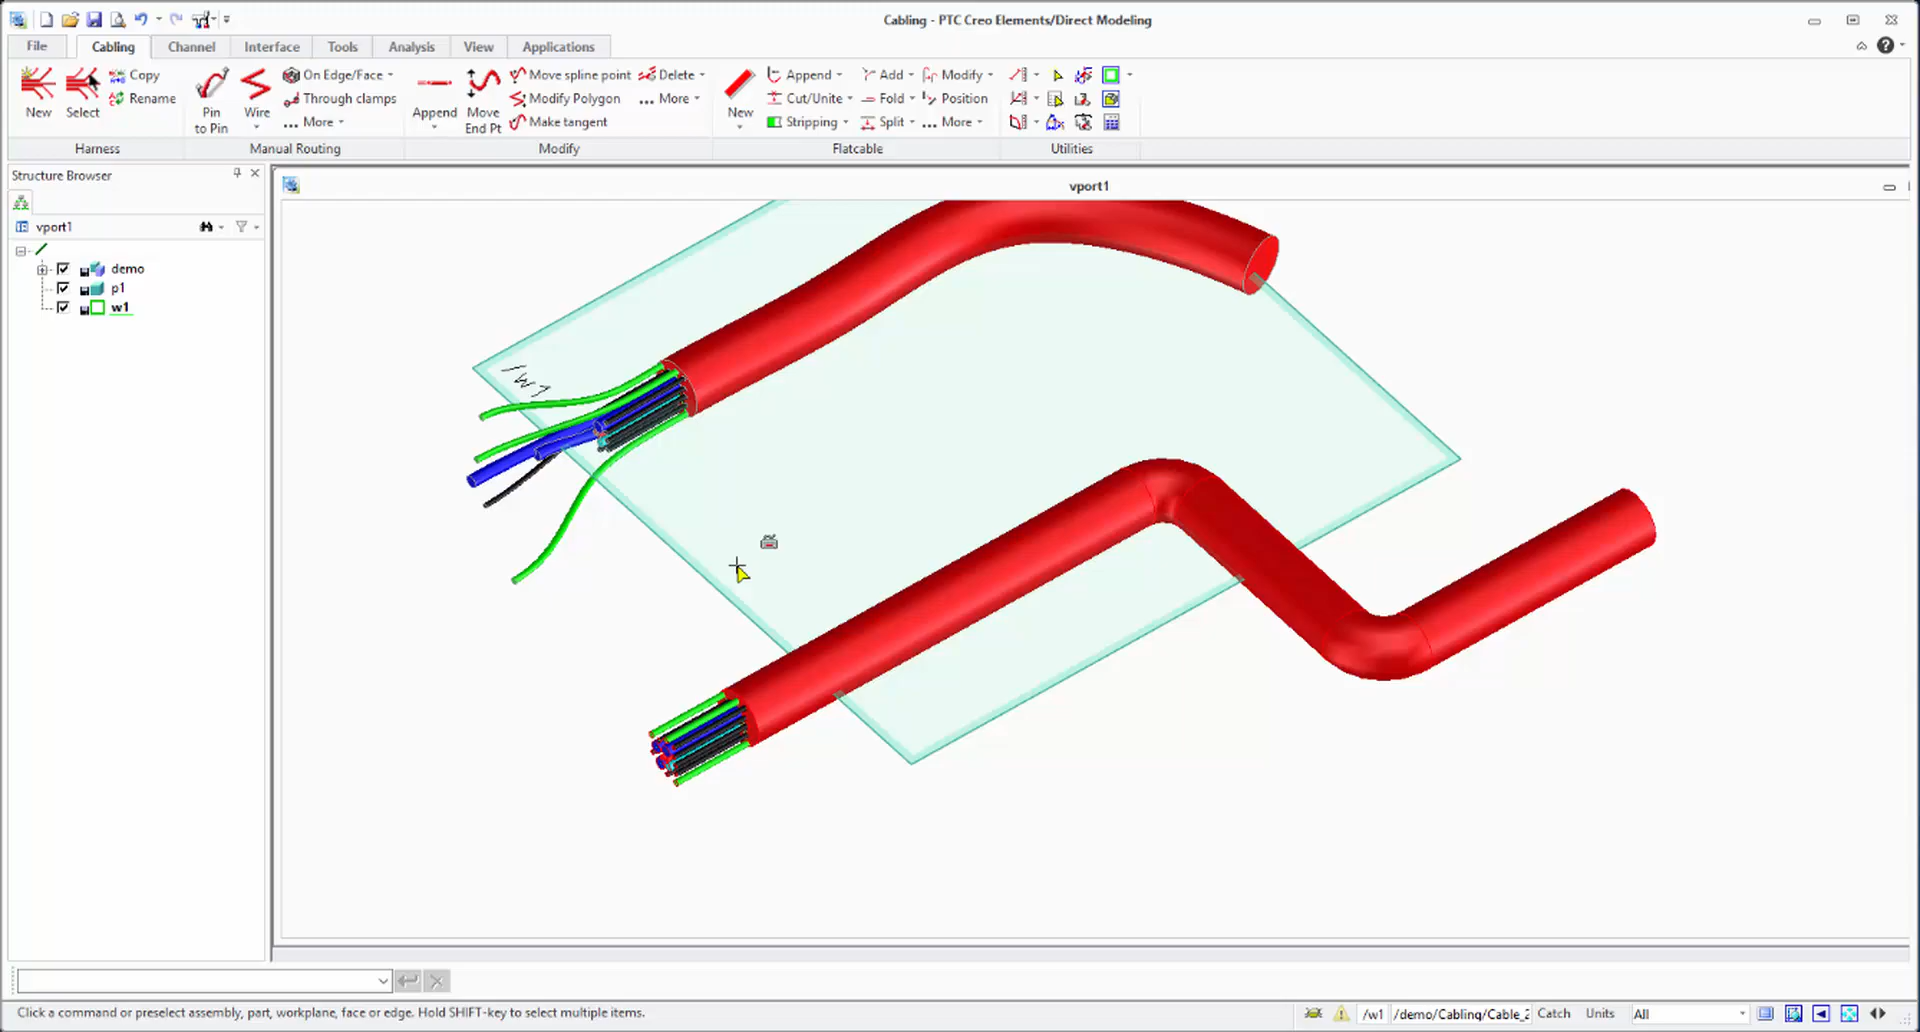 Cabling - PTC Creo Elements/Direct Modeling
File Cabling Channel Interface Tools Analysis View Applications
New Select Copy Rename
Harness
Pin to Pin Wire On Edge/Face Through clamps ... More
Manual Routing
Append Move End Pt Move spline point Modify Polygon Make tangent Delete ... More
Modify
New Append Cut/Unite Stripping Add Fold Split Modify Position ... More
Flatcable
Utilities
Structure Browser
vport1
vport1
demo
p1
w1
/w1
Click a command or preselect assembly, part, workplane, face or edge. Hold SHIFT-key to select multiple items.
/w1 /demo/Cabling/Cable_2 Catch Units All